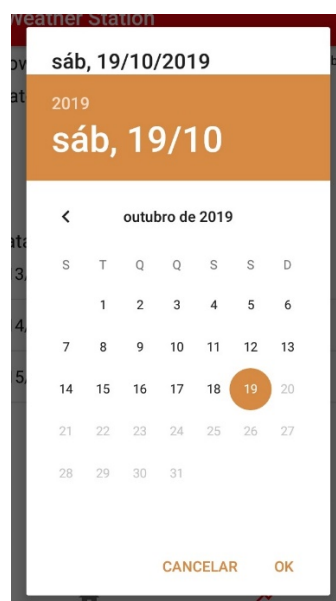 Weather Station
sáb, 19/10/2019
2019
sáb, 19/10
outubro de 2019
S T Q Q S S D
1 2 3 4 5 6
7 8 9 10 11 12 13
14 15 16 17 18 19 20
21 22 23 24 25 26 27
28 29 30 31
CANCELAR OK